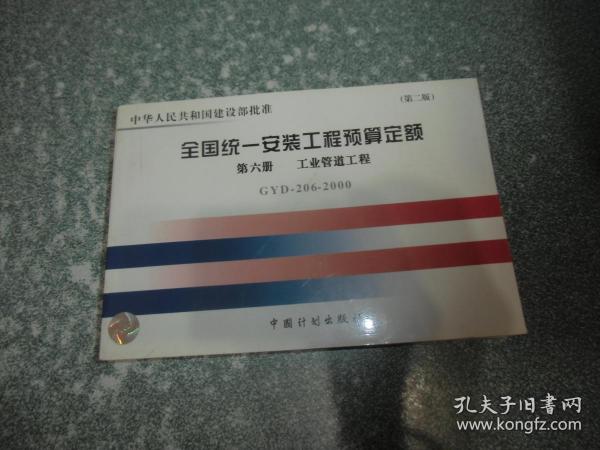 中华人民共和国建设部批准
(第二版)
全国统一安装工程预算定额
第六册 工业管道工程
GYD-206-2000
中国计划出版社
孔夫子旧书网
www.kongfz.com